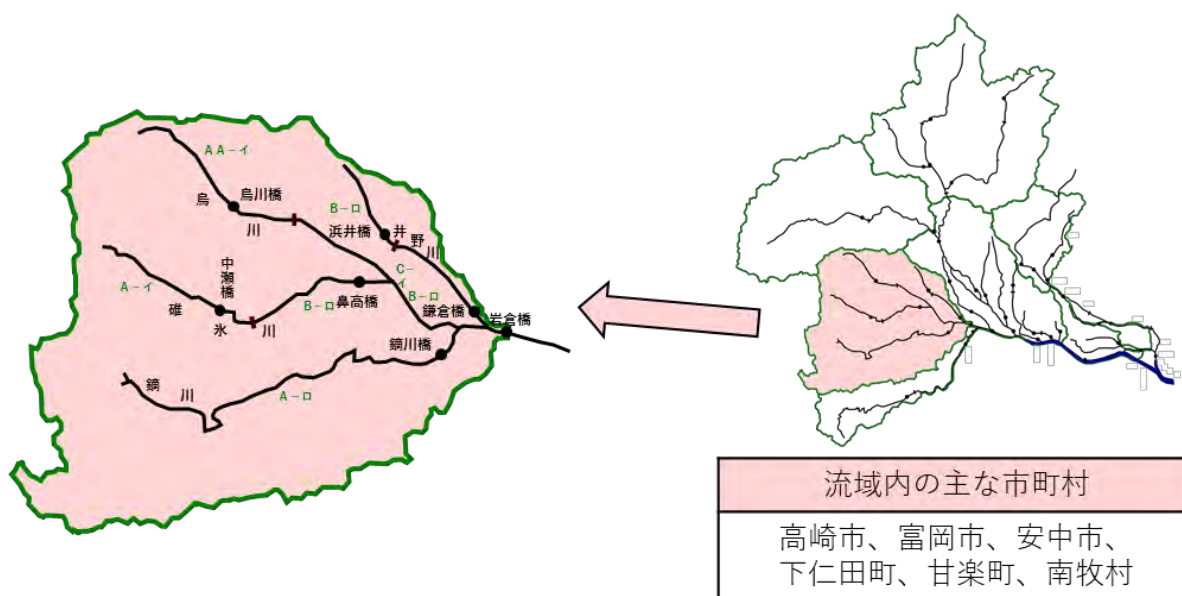 AA-イ
烏川橋
烏
川
B-ロ
浜井橋
井
野
川
中瀬橋
A-イ
碓
氷
川
B-ロ
鼻高橋
C-イ
B-ロ
鎌倉橋
岩倉橋
鏑川橋
鏑
川
A-ロ
流域内の主な市町村
高崎市、富岡市、安中市、
下仁田町、甘楽町、南牧村